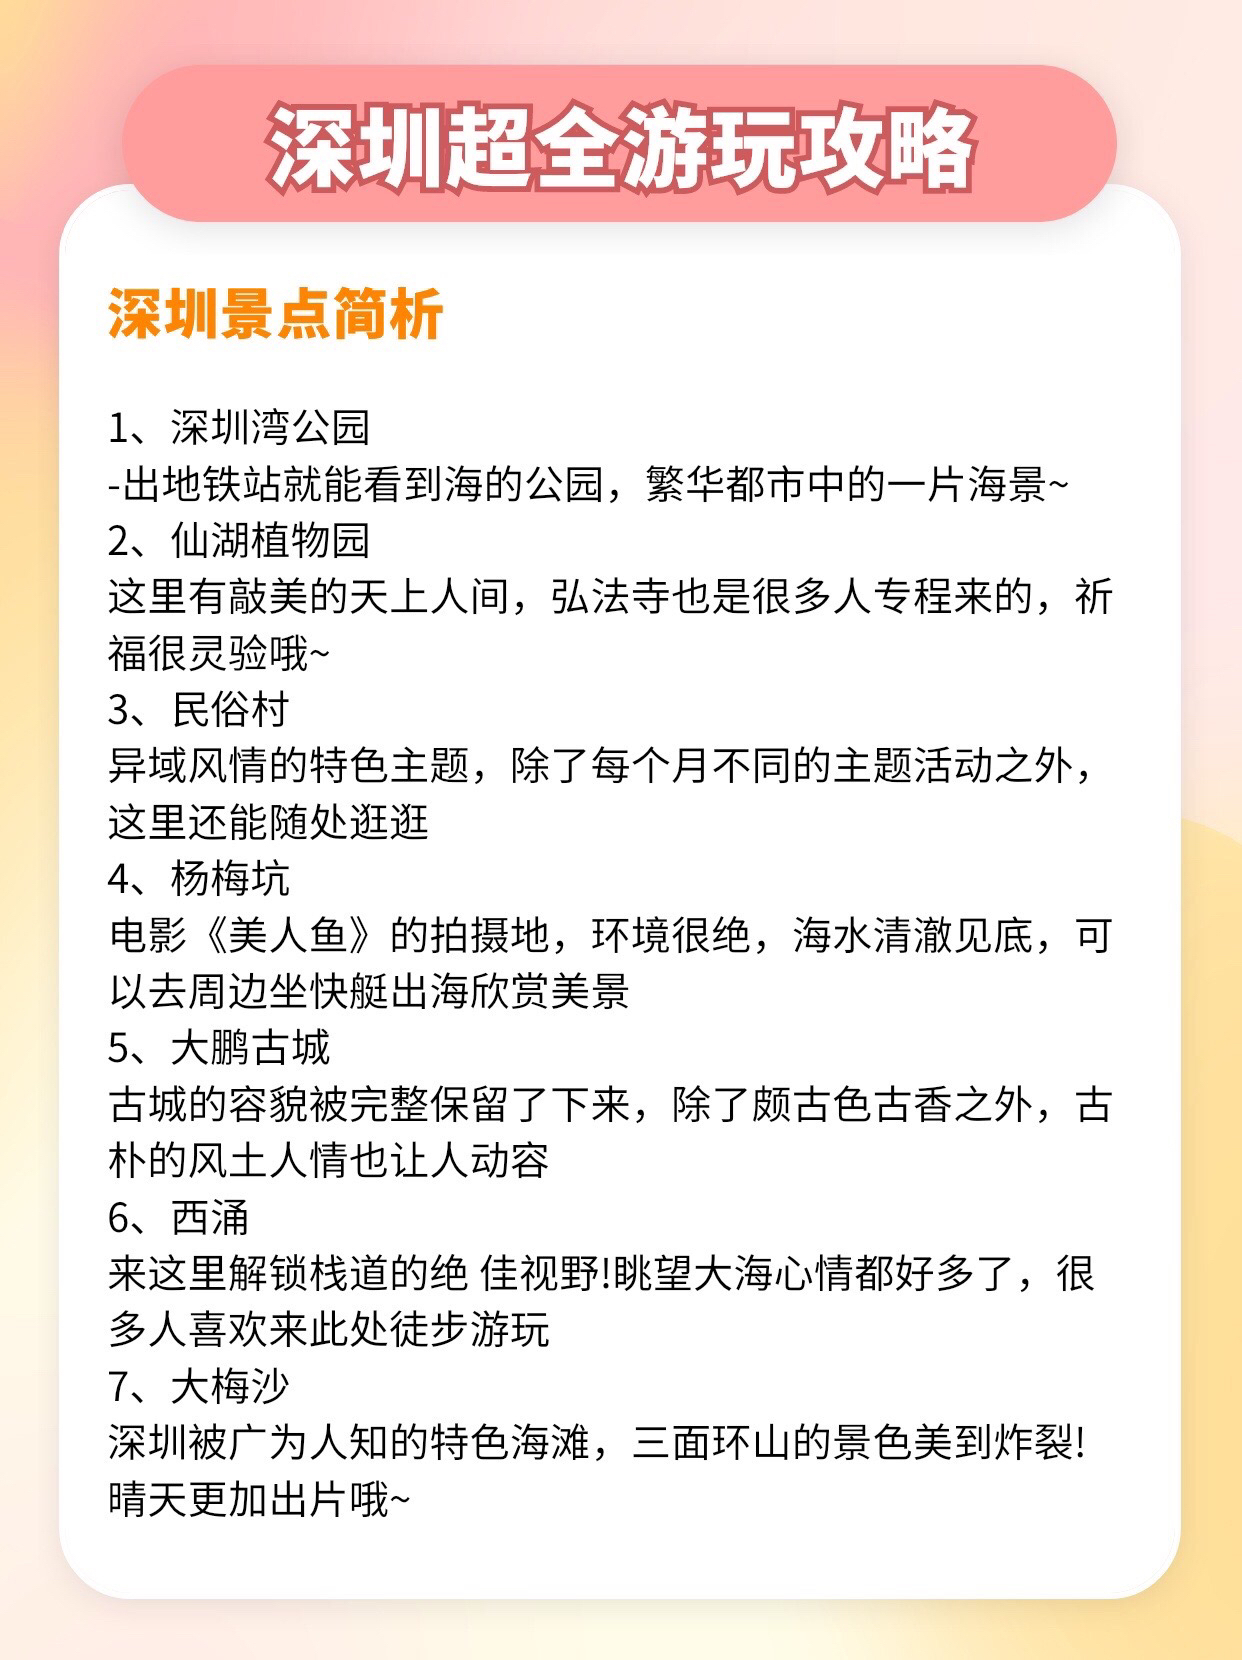 深圳超全游玩攻略
深圳景点简析
1、深圳湾公园
-出地铁站就能看到海的公园，繁华都市中的一片海景~
2、仙湖植物园
这里有敲美的天上人间，弘法寺也是很多人专程来的，祈
福很灵验哦~
3、民俗村
异域风情的特色主题，除了每个月不同的主题活动之外，
这里还能随处逛逛
4、杨梅坑
电影《美人鱼》的拍摄地，环境很绝，海水清澈见底，可
以去周边坐快艇出海欣赏美景
5、大鹏古城
古城的容貌被完整保留了下来，除了颇古色古香之外，古
朴的风土人情也让人动容
6、西涌
来这里解锁栈道的绝 佳视野!眺望大海心情都好多了，很
多人喜欢来此处徒步游玩
7、大梅沙
深圳被广为人知的特色海滩，三面环山的景色美到炸裂!
晴天更加出片哦~